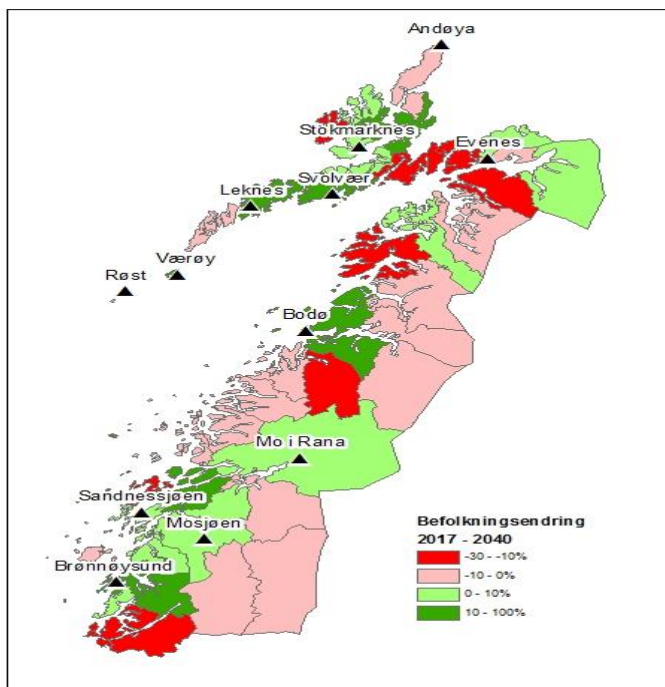 Andøya
Stokmarknes
Evenes
Svolvær
Leknes
Værøy
Røst
Bodø
Mo i Rana
Sandnessjøen
Mosjøen
Brønnøysund
Befolkningsendring
2017 - 2040
-30 - -10%
-10 - 0%
0 - 10%
10 - 100%